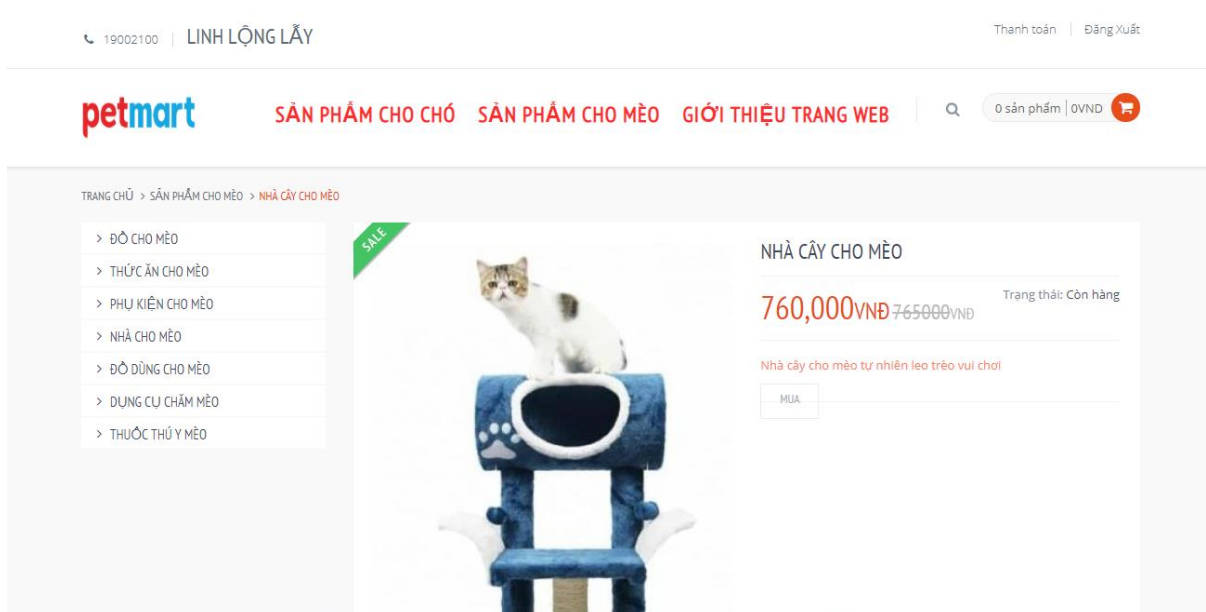 19002100 | LINH LỘNG LẪY
Thanh toán | Đăng Xuất
petmart
SẢN PHẨM CHO CHÓ SẢN PHẨM CHO MÈO GIỚI THIỆU TRANG WEB
0 sản phẩm | 0VND
TRANG CHỦ > SẢN PHẨM CHO MÈO > NHÀ CÂY CHO MÈO
> ĐỒ CHO MÈO
> THỨC ĂN CHO MÈO
> PHỤ KIỆN CHO MÈO
> NHÀ CHO MÈO
> ĐỒ DÙNG CHO MÈO
> DỤNG CỤ CHĂM MÈO
> THUỐC THÚ Y MÈO
SALE
NHÀ CÂY CHO MÈO
760,000VNĐ 765000VNĐ
Trạng thái: Còn hàng
Nhà cây cho mèo tự nhiên leo trèo vui chơi
MUA